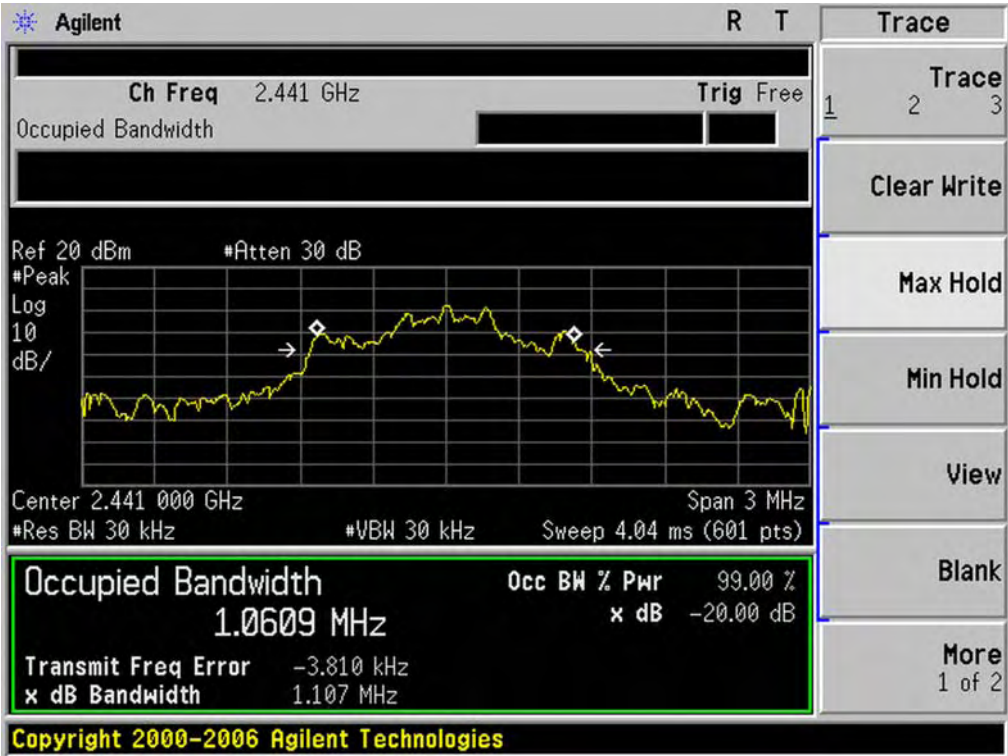 Agilent R T Trace
Ch Freq 2.441 GHz Trig Free
Occupied Bandwidth
Trace
1 2 3
Clear Write
Max Hold
Min Hold
View
Blank
More
1 of 2
Ref 20 dBm #Atten 30 dB
#Peak
Log
10
dB/
Center 2.441 000 GHz Span 3 MHz
#Res BW 30 kHz #VBW 30 kHz Sweep 4.04 ms (601 pts)
Occupied Bandwidth Occ BW % Pwr 99.00 %
1.0609 MHz x dB -20.00 dB
Transmit Freq Error -3.810 kHz
x dB Bandwidth 1.107 MHz
Copyright 2000-2006 Agilent Technologies